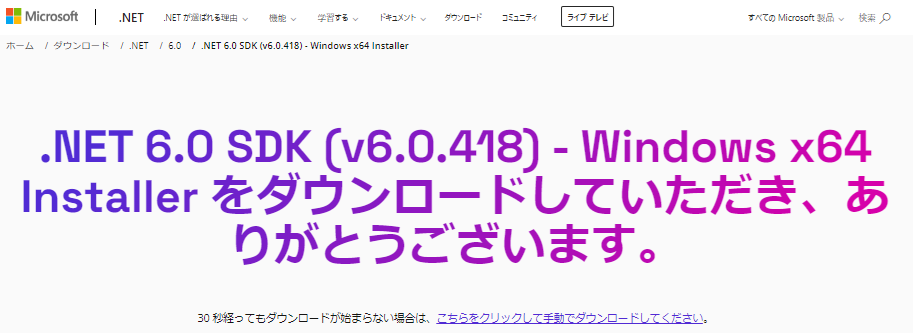 Microsoft | .NET .NET が選ばれる理由 機能 学習する ドキュメント ダウンロード コミュニティ ライブ テレビ すべての Microsoft 製品 検索
ホーム / ダウンロード / .NET / 6.0 / .NET 6.0 SDK (v6.0.418) - Windows x64 Installer
.NET 6.0 SDK (v6.0.418) - Windows x64
Installer をダウンロードしていただき、あ
りがとうございます。
30 秒経ってもダウンロードが始まらない場合は、こちらをクリックして手動でダウンロードしてください。